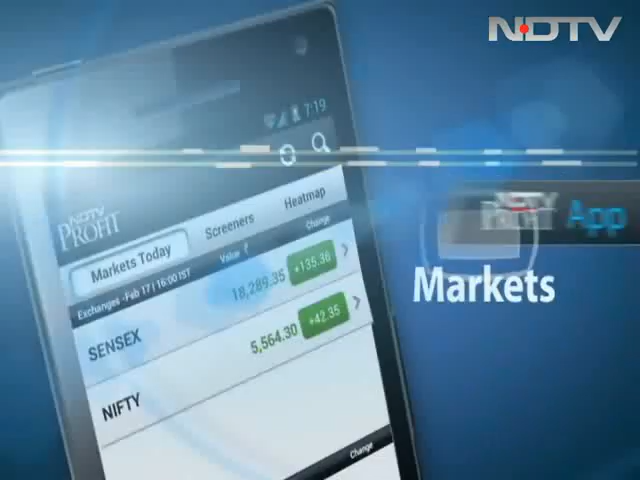 NDTV
7:19
NDTV
PROFIT
Markets Today Screeners Heatmap
Exchanges -Feb 17 | 16:00 IST Value ₹ Change
SENSEX 18,289.35 +135.36
NIFTY 5,564.30 +42.35
Change
NDTV
App
Markets